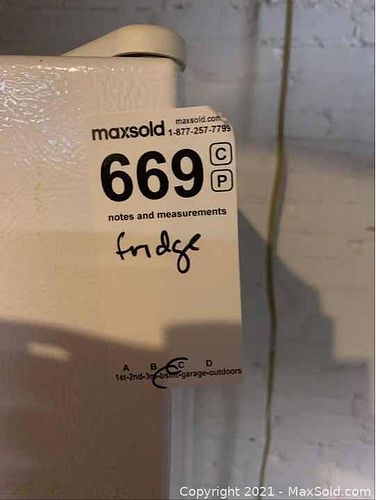 maxsold maxsold.com
1-877-257-7799
669 C
P
notes and measurements
fridge
A B C D
1st-2nd-3rd-bsmt-garage-outdoors
Copyright 2021 - MaxSold.com